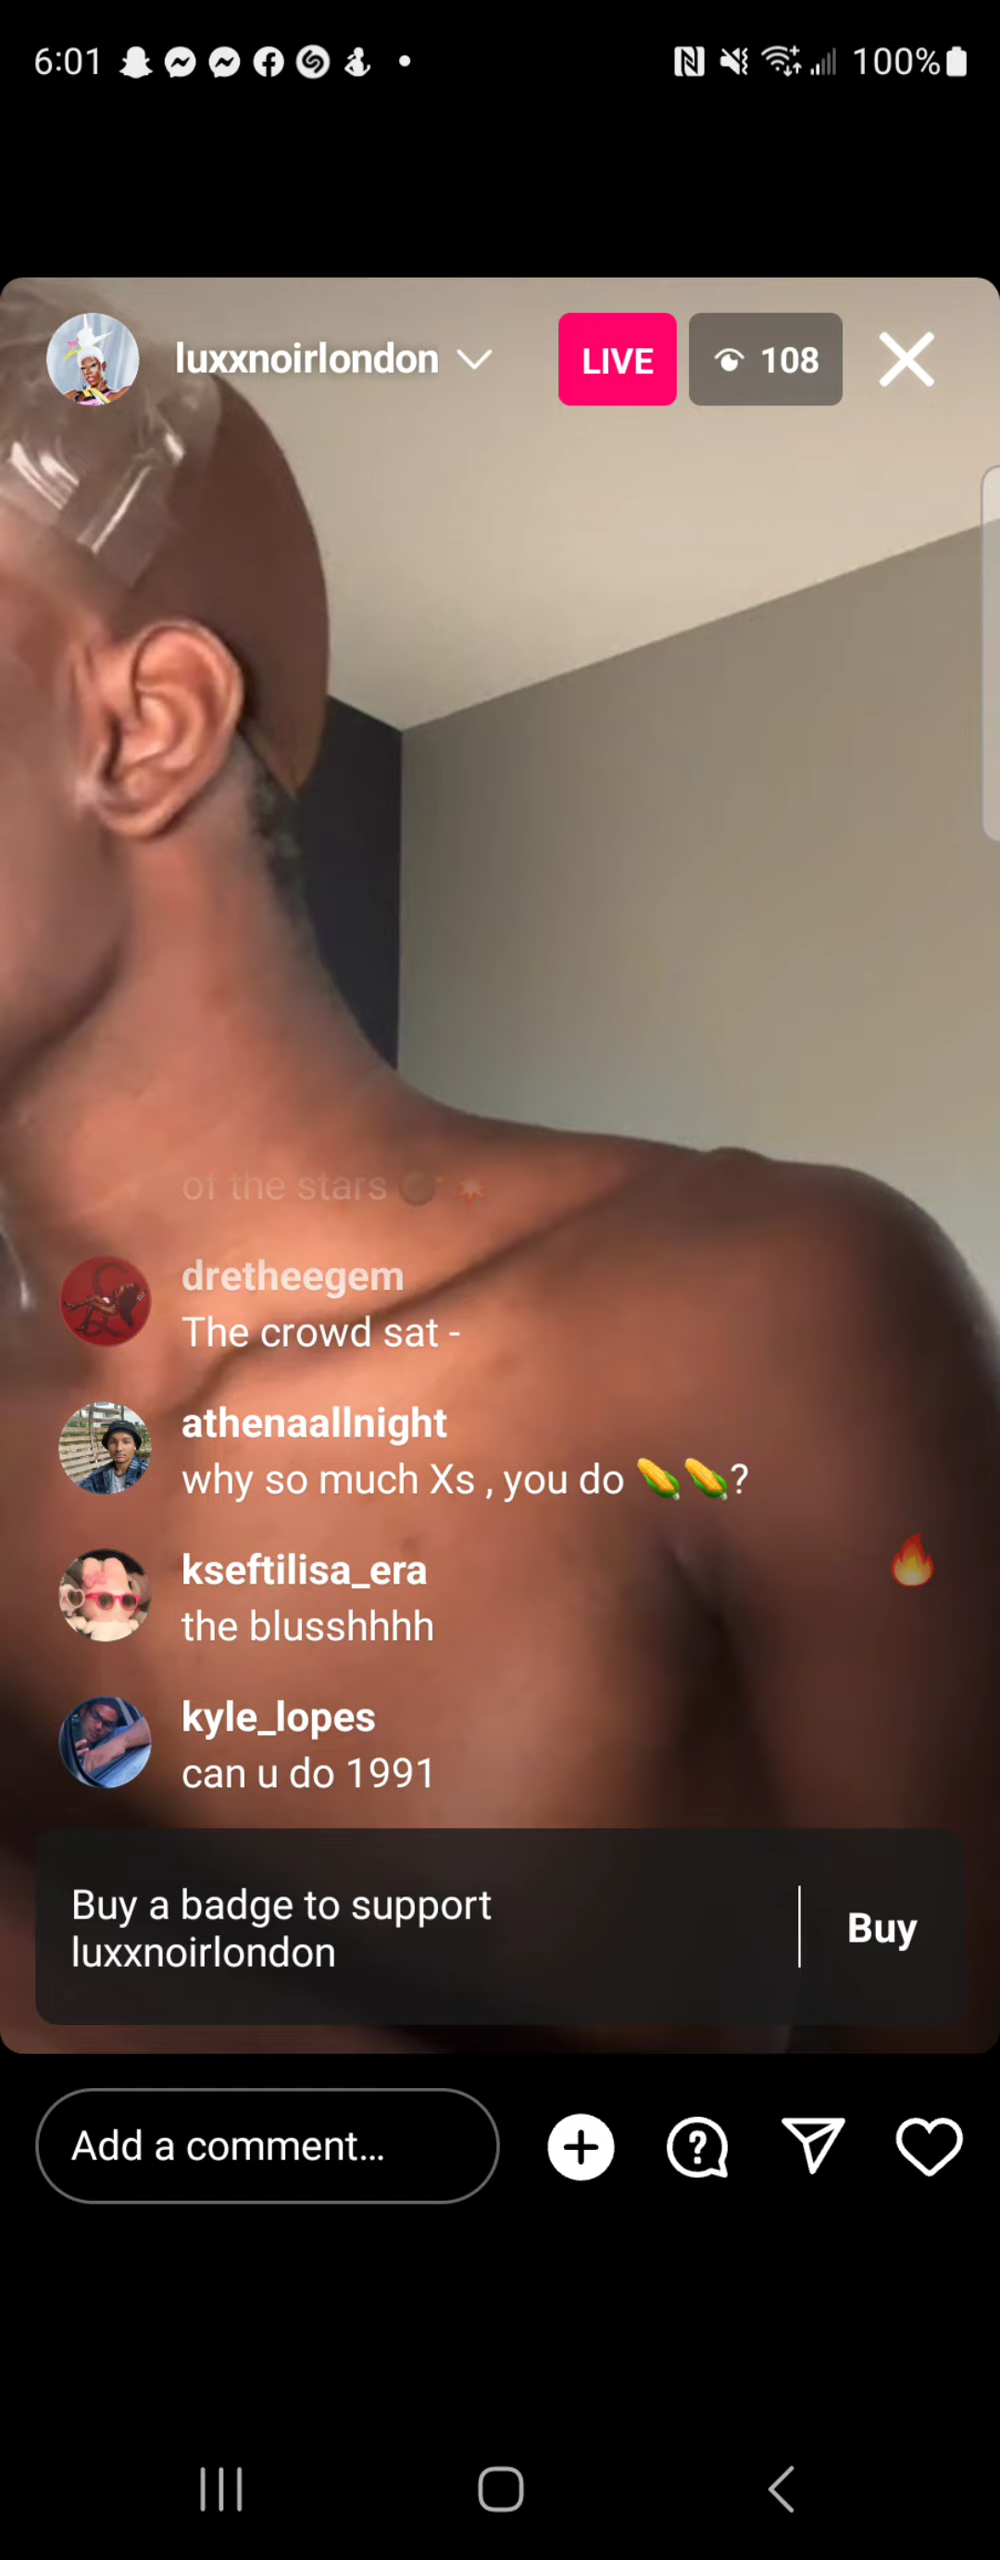 6:01
100%
luxxnoirlondon
LIVE
108
of the stars
dretheegem
The crowd sat -
athenaallnight
why so much Xs , you do 🌽🌽?
kseftilisa_era
the blusshhhh
kyle_lopes
can u do 1991
Buy a badge to support
luxxnoirlondon
Buy
Add a comment...